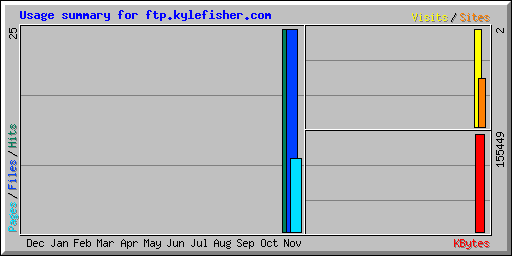 Usage summary for ftp.kylefisher.com
Visits/Sites
25
2
Pages/Files/Hits
155449
Dec Jan Feb Mar Apr May Jun Jul Aug Sep Oct Nov
KBytes